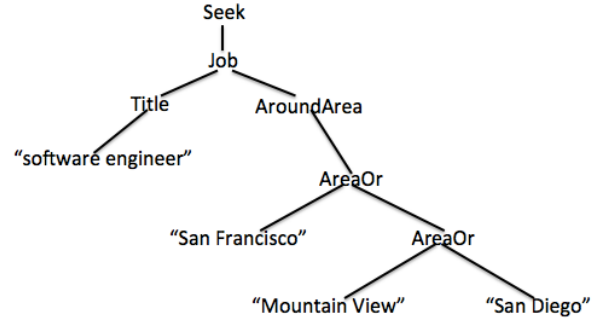 Seek
Job
Title
AroundArea
“software engineer”
AreaOr
“San Francisco”
AreaOr
“Mountain View”
“San Diego”